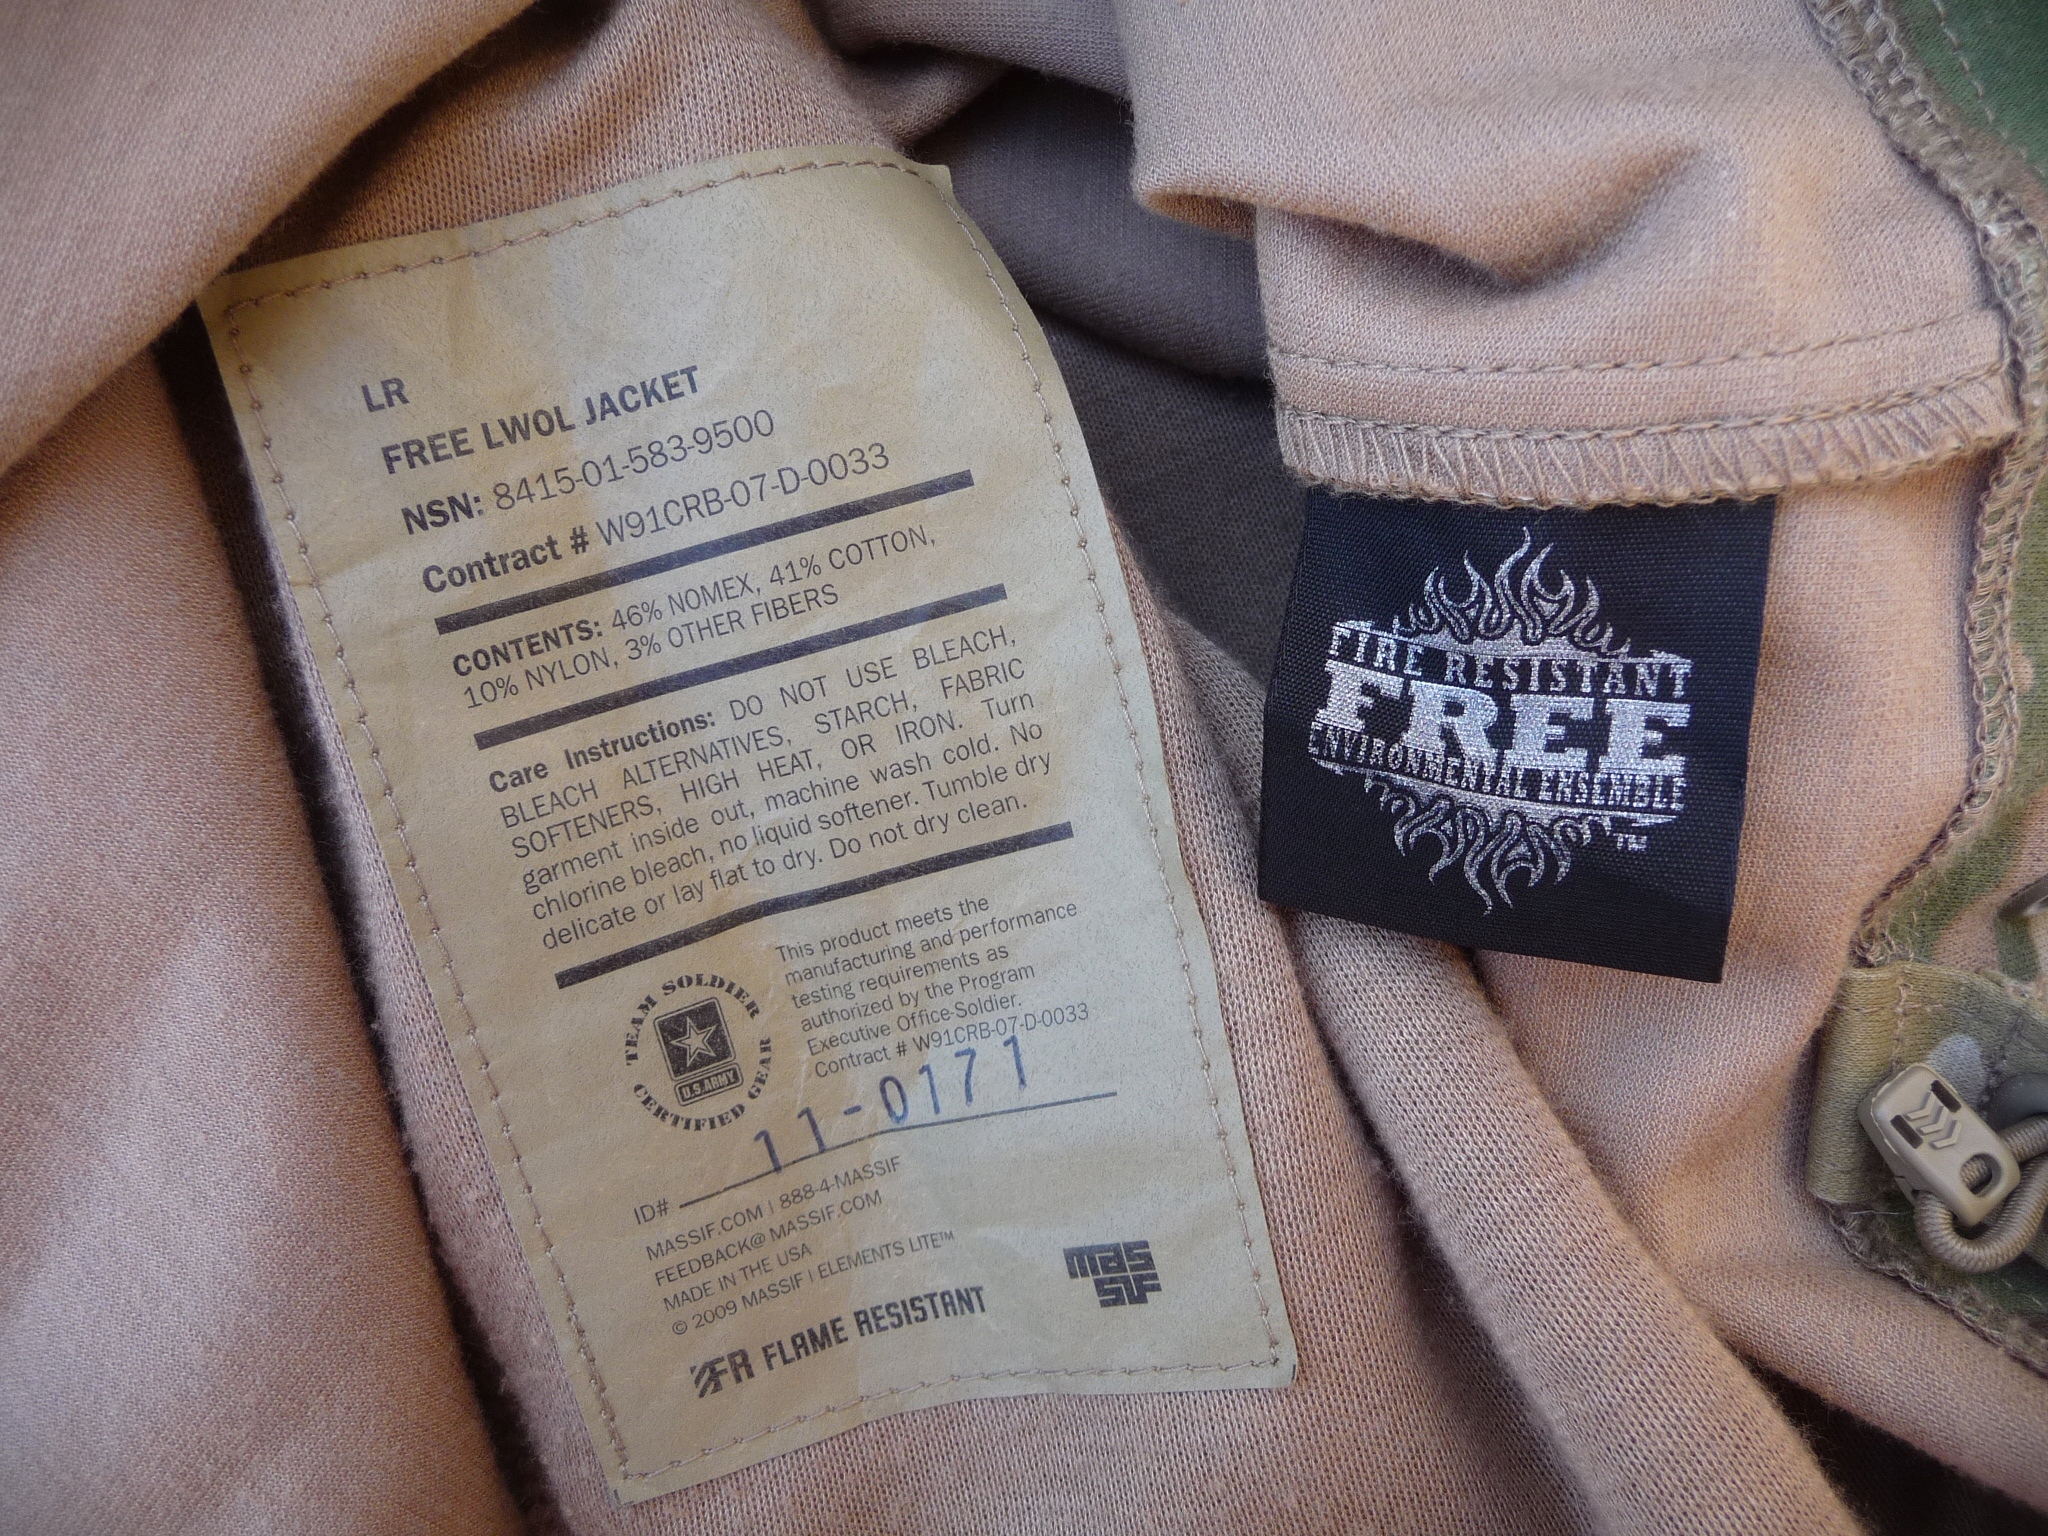 LR
FREE LWOL JACKET
NSN: 8415-01-583-9500
Contract # W91CRB-07-D-0033
CONTENTS: 46% NOMEX, 41% COTTON,
10% NYLON, 3% OTHER FIBERS
Care Instructions: DO NOT USE BLEACH,
BLEACH ALTERNATIVES, STARCH, FABRIC
SOFTENERS, HIGH HEAT, OR IRON. Turn
garment inside out, machine wash cold. No
chlorine bleach, no liquid softener. Tumble dry
delicate or lay flat to dry. Do not dry clean.
TEAM SOLDIER
U.S.ARMY
CERTIFIED GEAR
This product meets the
manufacturing and performance
testing requirements as
authorized by the Program
Executive Office-Soldier.
Contract # W91CRB-07-D-0033
ID# 11-0171
MASSIF.COM | 888-4-MASSIF
FEEDBACK@MASSIF.COM
MADE IN THE USA
© 2009 MASSIF | ELEMENTS LITE™
FR FLAME RESISTANT
MASSIF
FIRE RESISTANT
FREE
ENVIRONMENTAL ENSEMBLE
™